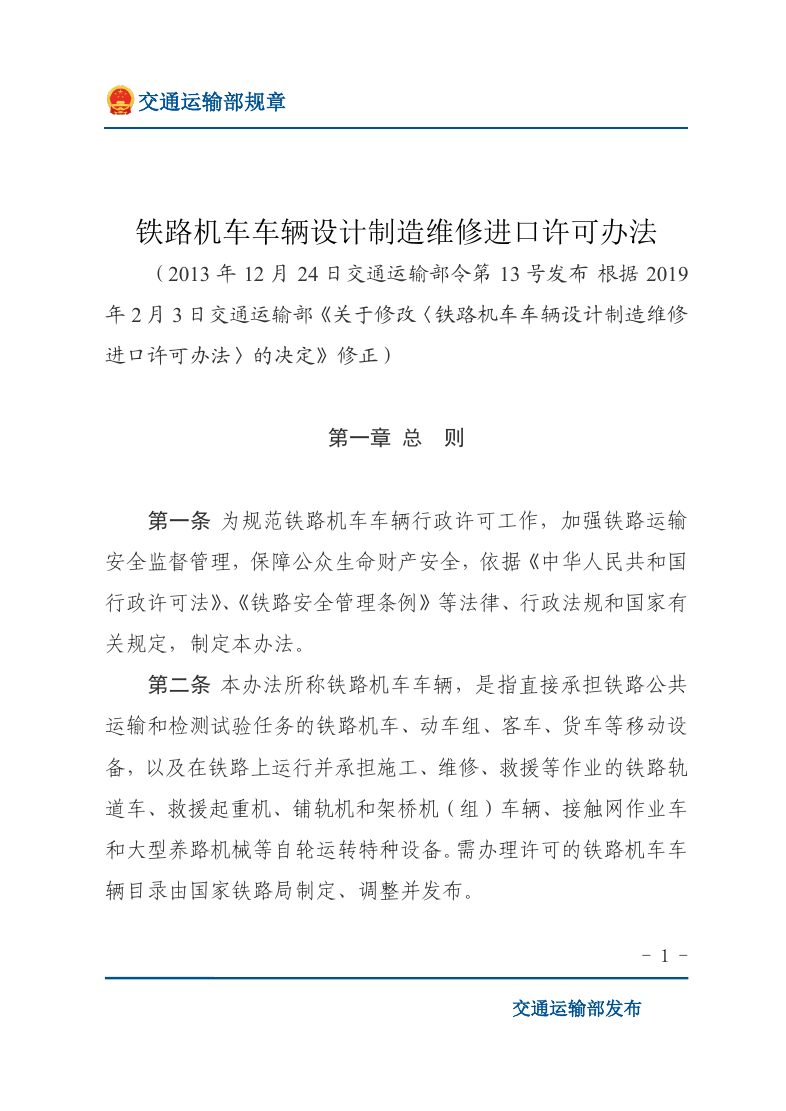 交通运输部规章
铁路机车车辆设计制造维修进口许可办法
（2013 年 12 月 24 日交通运输部令第 13 号发布 根据 2019
年 2 月 3 日交通运输部《关于修改〈铁路机车车辆设计制造维修
进口许可办法〉的决定》修正）
第一章 总　则
第一条 为规范铁路机车车辆行政许可工作，加强铁路运输
安全监督管理，保障公众生命财产安全，依据《中华人民共和国
行政许可法》、《铁路安全管理条例》等法律、行政法规和国家有
关规定，制定本办法。
第二条 本办法所称铁路机车车辆，是指直接承担铁路公共
运输和检测试验任务的铁路机车、动车组、客车、货车等移动设
备，以及在铁路上运行并承担施工、维修、救援等作业的铁路轨
道车、救援起重机、铺轨机和架桥机（组）车辆、接触网作业车
和大型养路机械等自轮运转特种设备。需办理许可的铁路机车车
辆目录由国家铁路局制定、调整并发布。
- 1 -
交通运输部发布